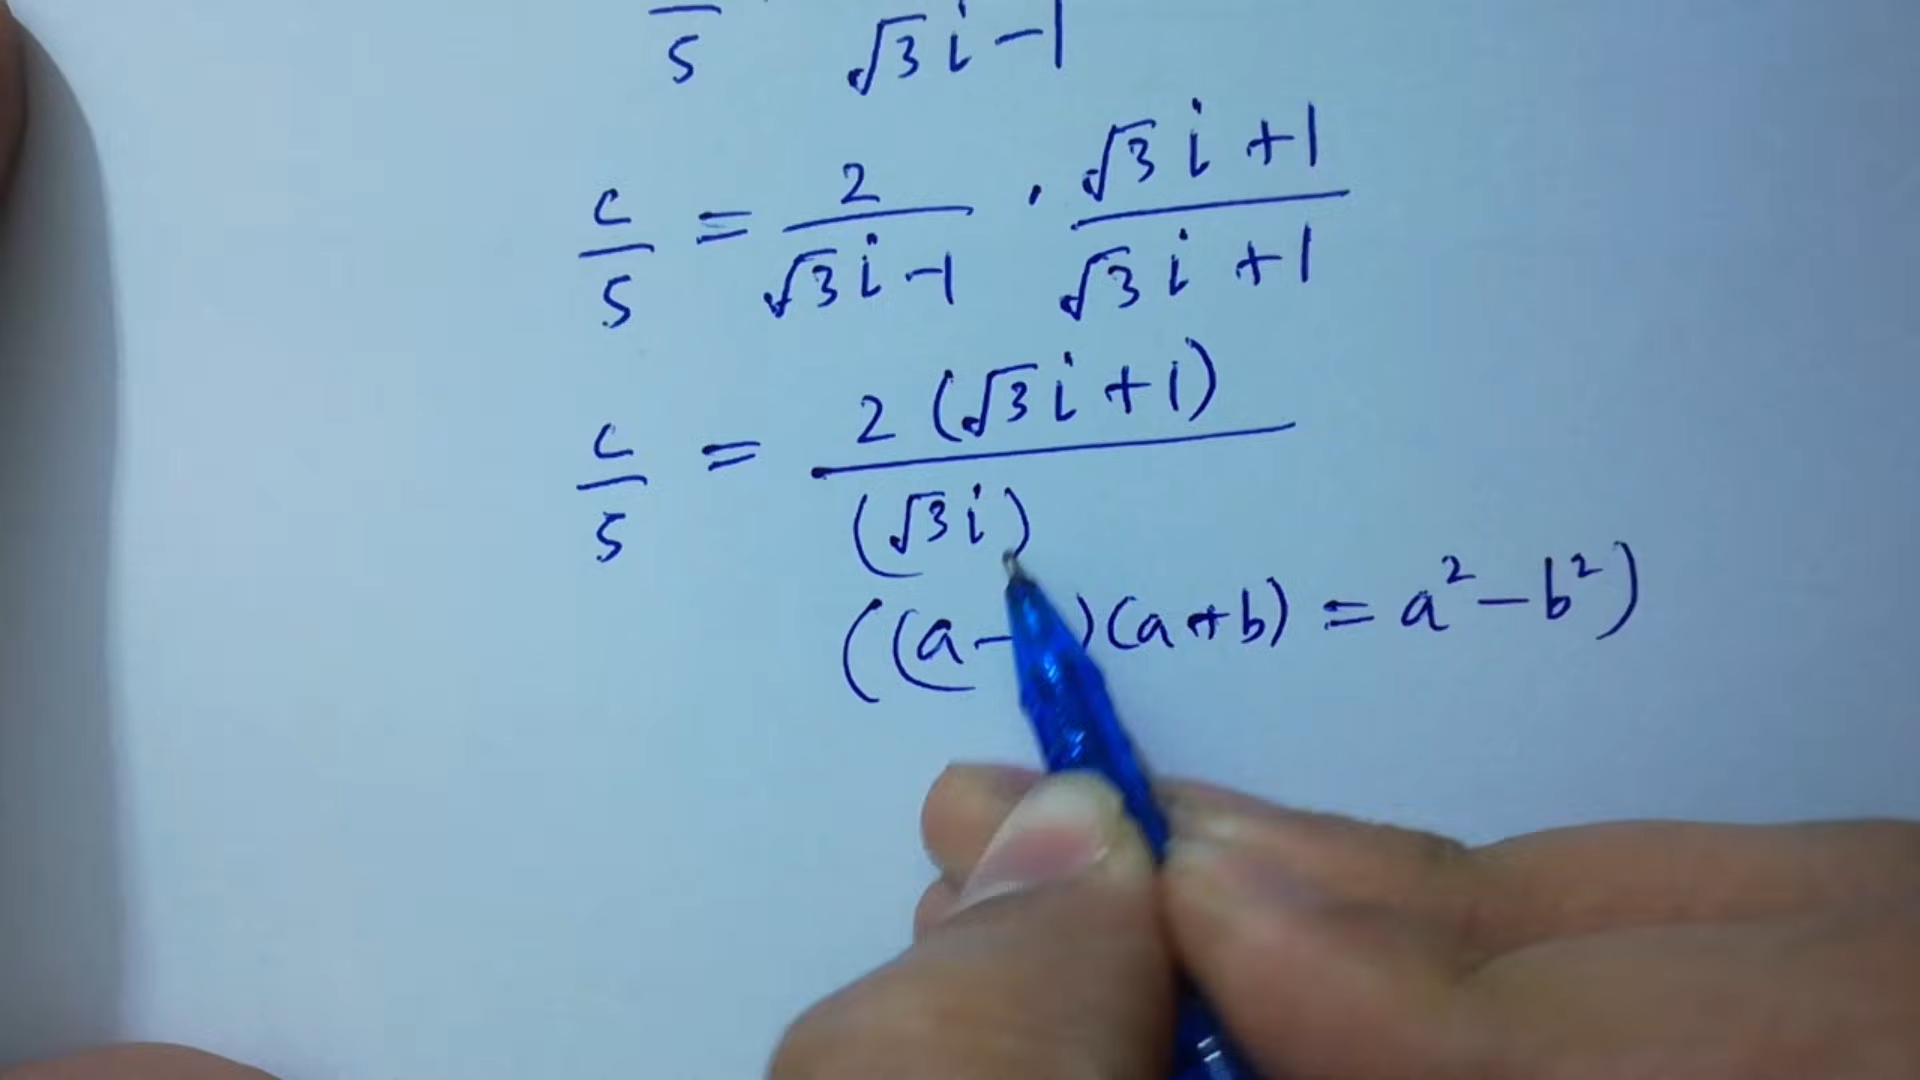 5 √3 i - 1
c/5 = 2/(√3 i - 1) · (√3 i + 1)/(√3 i + 1)
c/5 = 2 (√3 i + 1)/(√3 i)
((a - )(a + b) = a² - b²)